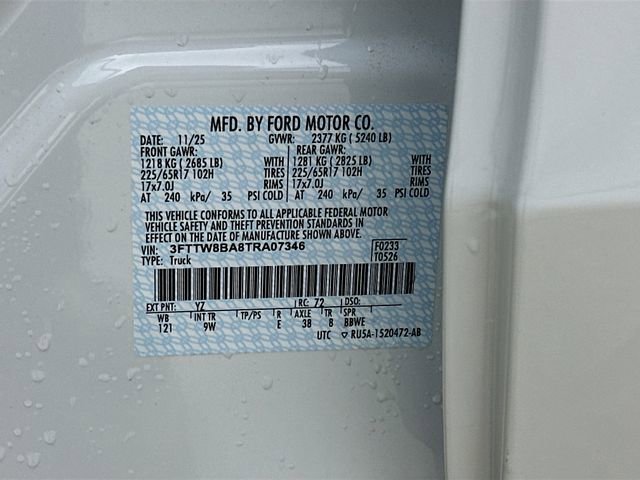 MFD. BY FORD MOTOR CO.
DATE: 11/25 GVWR: 2377 KG ( 5240 LB)
FRONT GAWR: REAR GAWR:
1218 KG ( 2685 LB) WITH 1281 KG ( 2825 LB) WITH
225/65R17 102H TIRES 225/65R17 102H TIRES
17x7.0J RIMS 17x7.0J RIMS
AT 240 kPa/ 35 PSI COLD AT 240 kPa/ 35 PSI COLD
THIS VEHICLE CONFORMS TO ALL APPLICABLE FEDERAL MOTOR
VEHICLE SAFETY AND THEFT PREVENTION STANDARDS IN
EFFECT ON THE DATE OF MANUFACTURE SHOWN ABOVE.
VIN: 3FTTW8BA8TRA07346 F0233
TYPE: Truck T0526
EXT PNT: YZ RC: 72 DSO:
WB INT TR TP/PS R AXLE TR SPR
121 9W E 38 8 BBWE
UTC ▽ RU5A-1520472-AB